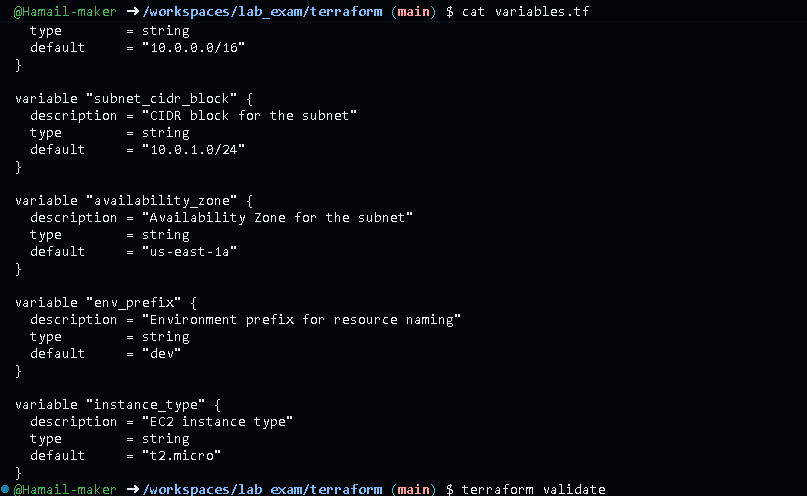 @Hamail-maker ➜ /workspaces/lab_exam/terraform (main) $ cat variables.tf
  type        = string
  default     = "10.0.0.0/16"
}

variable "subnet_cidr_block" {
  description = "CIDR block for the subnet"
  type        = string
  default     = "10.0.1.0/24"
}

variable "availability_zone" {
  description = "Availability Zone for the subnet"
  type        = string
  default     = "us-east-1a"
}

variable "env_prefix" {
  description = "Environment prefix for resource naming"
  type        = string
  default     = "dev"
}

variable "instance_type" {
  description = "EC2 instance type"
  type        = string
  default     = "t2.micro"
}
@Hamail-maker ➜ /workspaces/lab_exam/terraform (main) $ terraform validate